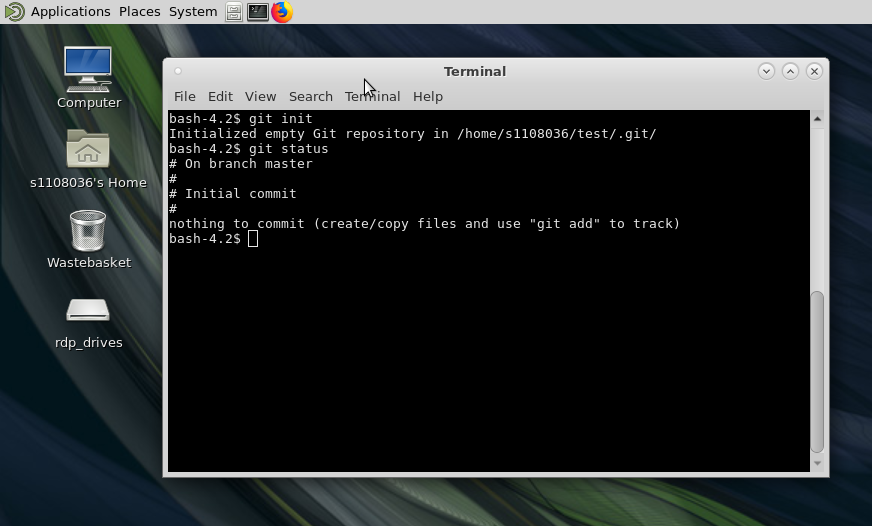 Applications Places System
Computer
s1108036's Home
Wastebasket
rdp_drives
Terminal
File Edit View Search Terminal Help
bash-4.2$ git init
Initialized empty Git repository in /home/s1108036/test/.git/
bash-4.2$ git status
# On branch master
#
# Initial commit
#
nothing to commit (create/copy files and use "git add" to track)
bash-4.2$